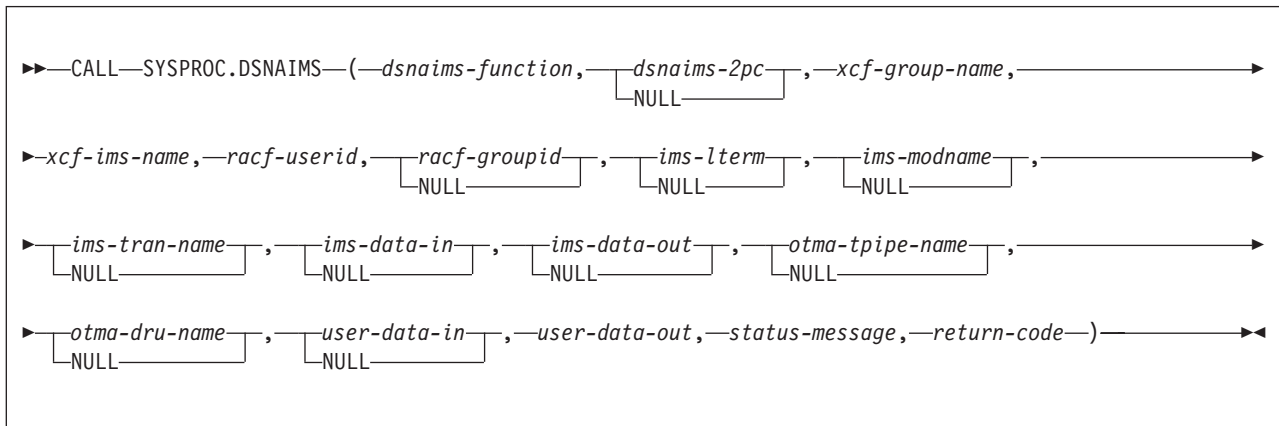 CALL SYSPROC.DSNAIMS ( dsnaims-function, dsnaims-2pc , xcf-group-name,
NULL
xcf-ims-name, racf-userid, racf-groupid , ims-lterm , ims-modname ,
NULL NULL NULL
ims-tran-name , ims-data-in , ims-data-out , otma-tpipe-name ,
NULL NULL NULL NULL
otma-dru-name , user-data-in , user-data-out, status-message, return-code )
NULL NULL